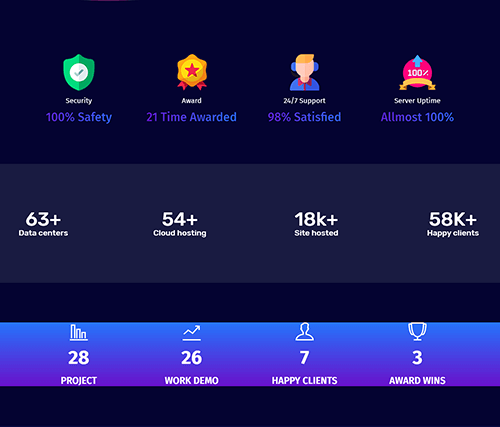 100%
Security Award 24/7 Support Server Uptime
100% Safety 21 Time Awarded 98% Satisfied Allmost 100%
63+ 54+ 18k+ 58K+
Data centers Cloud hosting Site hosted Happy clients
28 26 7 3
PROJECT WORK DEMO HAPPY CLIENTS AWARD WINS